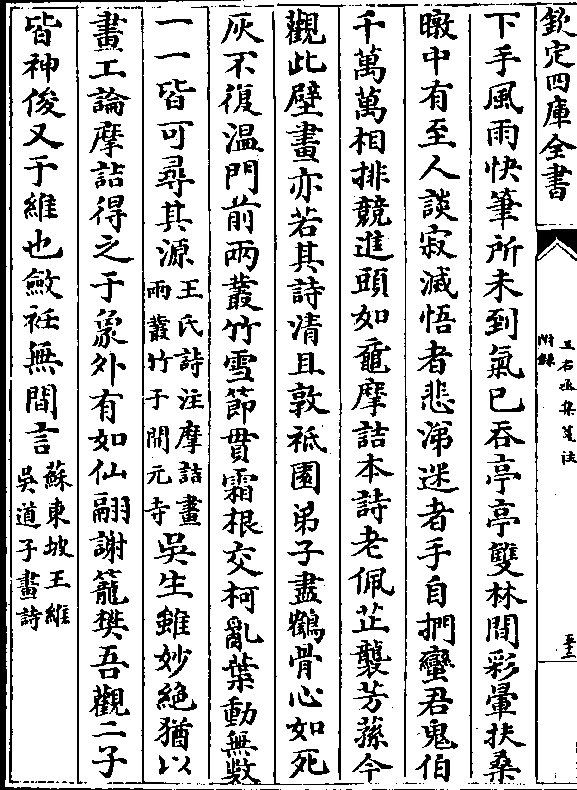 欽定四庫全書
王右丞集箋注
附錄
下手風雨快筆所未到氣已吞亭亭雙林間彩暈扶桑
暾中有至人談寂滅悟者悲涕迷者手自捫蠻君鬼伯
千萬萬相排競進頭如黿摩詰本詩老佩芷襲芳蓀今
觀此壁畫亦若其詩清且敦祗園弟子盡鶴骨心如死
灰不復溫門前兩叢竹雪節貫霜根交柯亂葉動無數
一一皆可尋其源王氏詩注摩詰畫兩叢竹于開元寺吳生雖妙絶猶以
畫工論摩詰得之于象外有如仙翮謝籠樊吾觀二子
皆神俊又于維也斂衽無間言蘇東坡王維吳道子畫詩